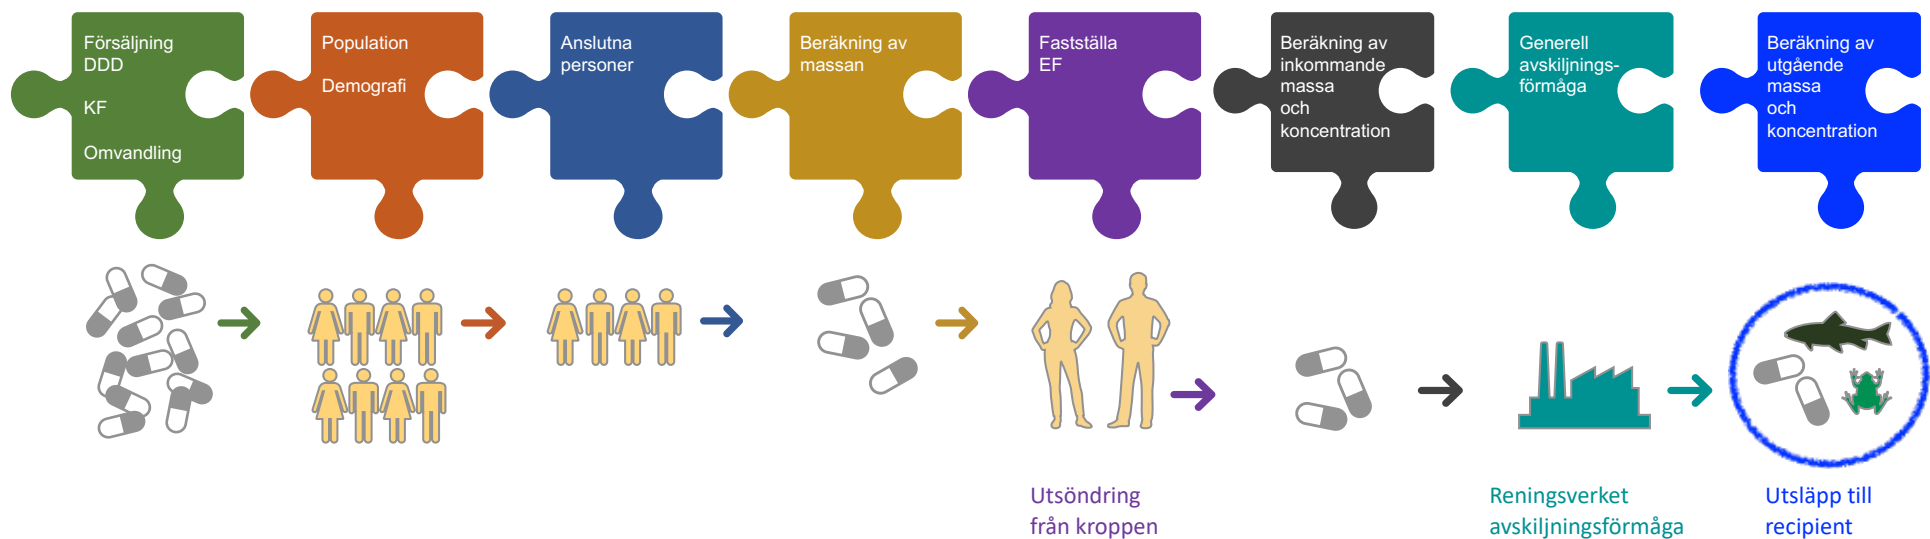 Försäljning
DDD
KF
Omvandling
Population
Demografi
Anslutna
personer
Beräkning av
massan
Fastställa
EF
Beräkning av
inkommande
massa
och
koncentration
Generell
avskiljnings-
förmåga
Beräkning av
utgående
massa
och
koncentration
Utsöndring
från kroppen
Reningsverket
avskiljningsförmåga
Utsläpp till
recipient